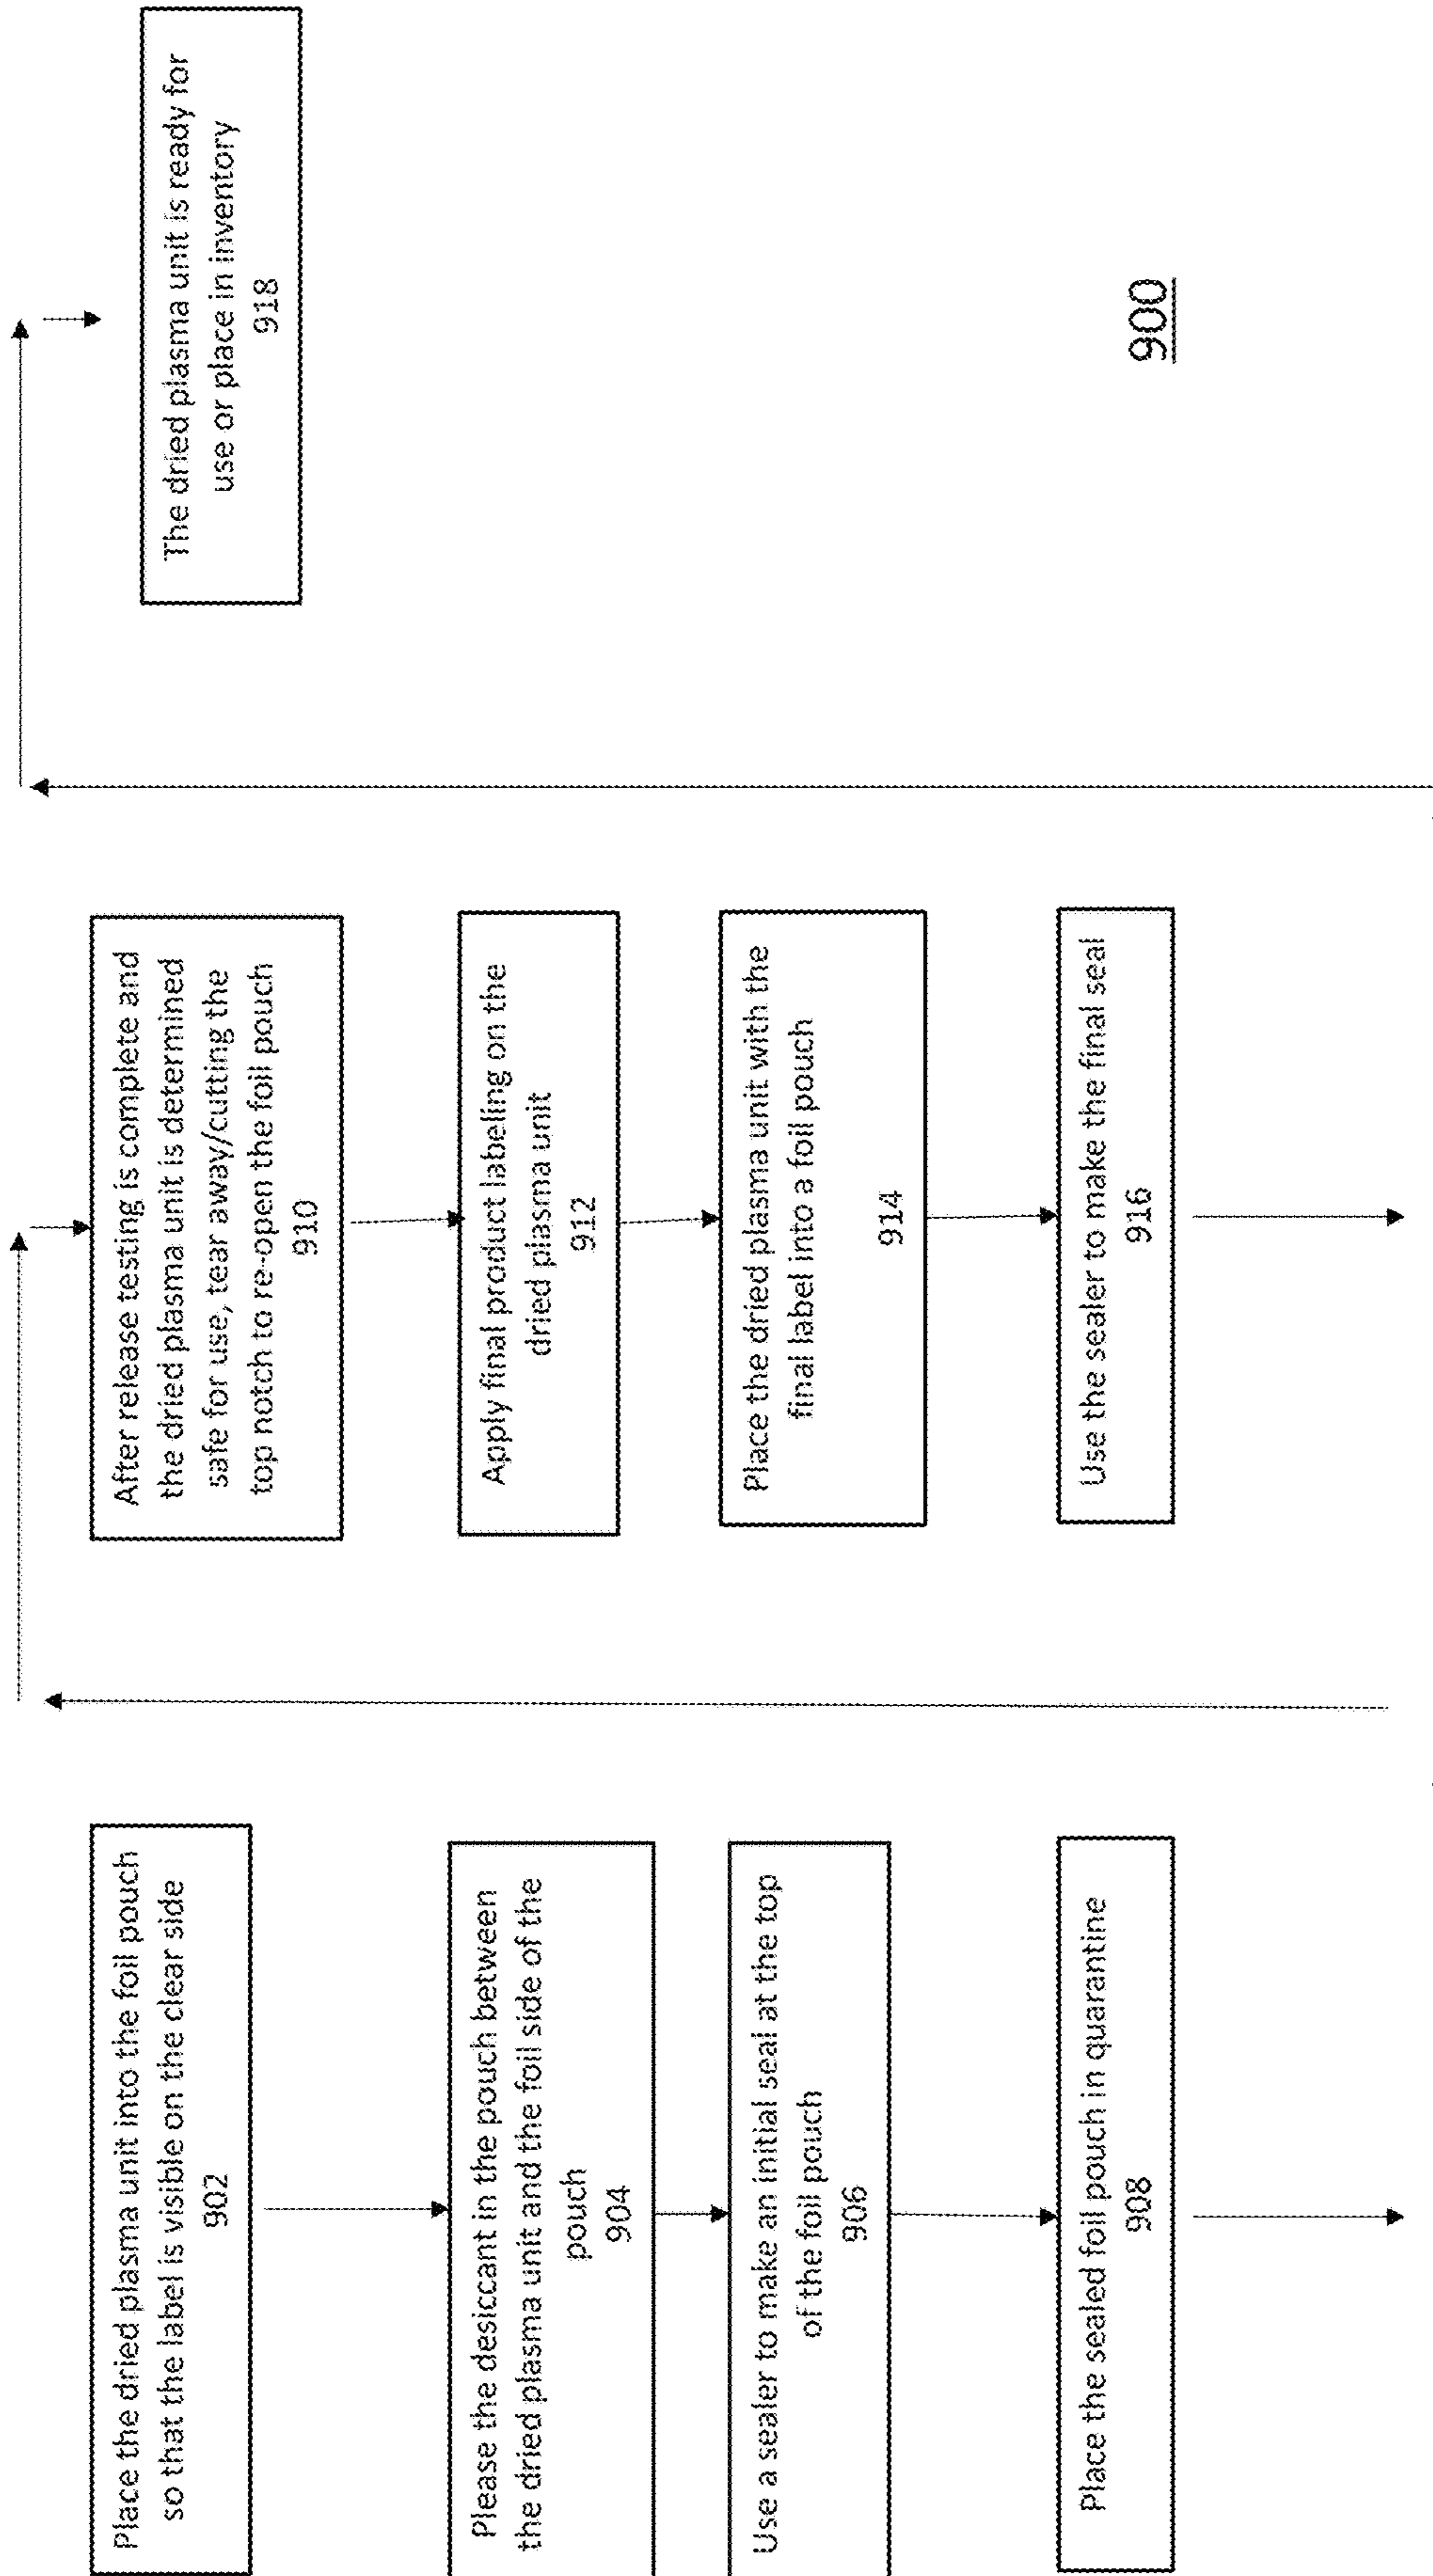 Place the dried plasma unit into the foil pouch
so that the label is visible on the clear side
902
Please the desiccant in the pouch between
the dried plasma unit and the foil side of the
pouch
904
Use a sealer to make an initial seal at the top
of the foil pouch
906
Place the sealed foil pouch in quarantine
908
After release testing is complete and
the dried plasma unit is determined
safe for use, tear away/cutting the
top notch to re-open the foil pouch
910
Apply final product labeling on the
dried plasma unit
912
Place the dried plasma unit with the
final label into a foil pouch
914
Use the sealer to make the final seal
916
The dried plasma unit is ready for
use or place in inventory
918
900